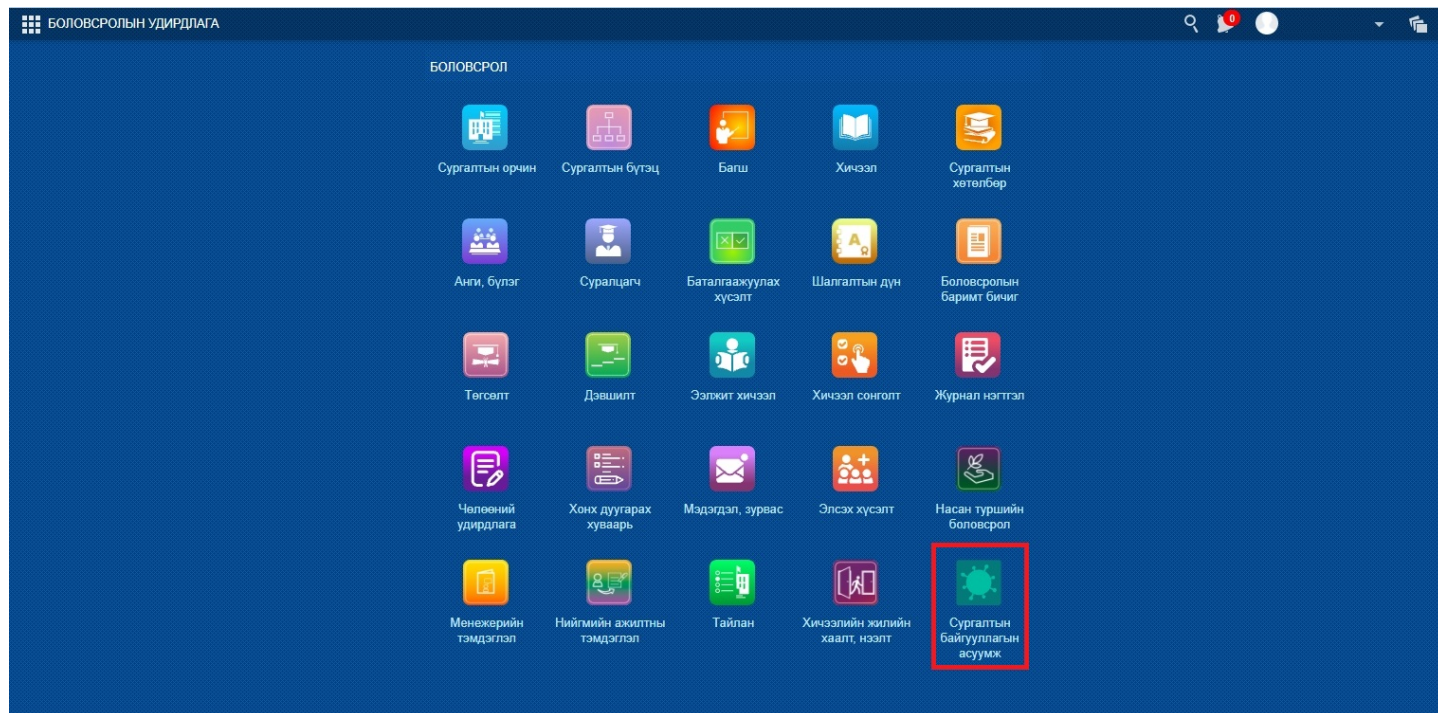 БОЛОВСРОЛЫН УДИРДЛАГА
0
БОЛОВСРОЛ
Сургалтын орчин
Сургалтын бүтэц
Багш
Хичээл
Сургалтын
хөтөлбөр
Анги, бүлэг
Суралцагч
Баталгаажуулах
хүсэлт
Шалгалтын дүн
Боловсролын
баримт бичиг
Төгсөлт
Дэвшилт
Ээлжит хичээл
Хичээл сонголт
Журнал нэгтгэл
Чөлөөний
удирдлага
Хонх дуугарах
хуваарь
Мэдэгдэл, зурвас
Элсэх хүсэлт
Насан туршийн
боловсрол
Менежерийн
тэмдэглэл
Нийгмийн ажилтны
тэмдэглэл
Тайлан
Хичээлийн жилийн
хаалт, нээлт
Сургалтын
байгууллагын
асуумж